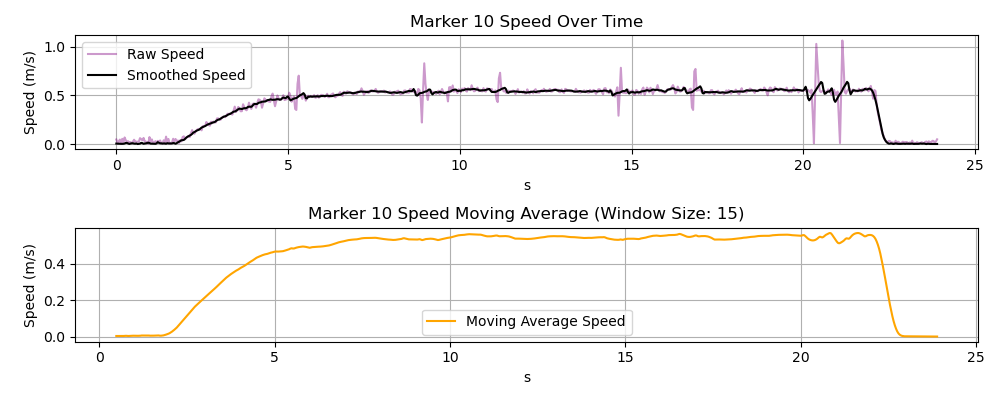 Marker 10 Speed Over Time
Speed (m/s)
1.0
0.5
0.0
Raw Speed
Smoothed Speed
0 5 10 15 20 25
s
Marker 10 Speed Moving Average (Window Size: 15)
Speed (m/s)
0.4
0.2
0.0
Moving Average Speed
0 5 10 15 20 25
s